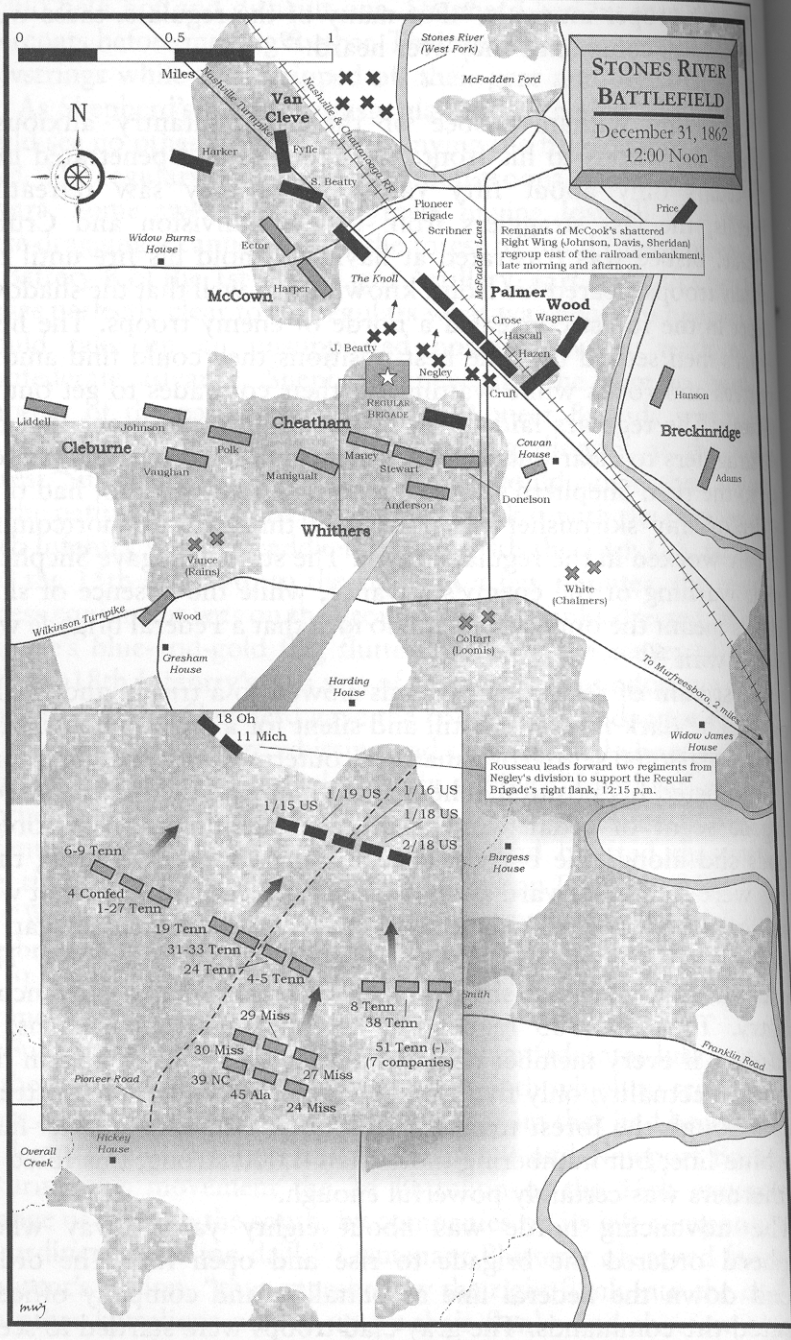 0 0.5 1
Miles
N
STONES RIVER
BATTLEFIELD
December 31, 1862
12:00 Noon
Stones River
(West Fork)
McFadden Ford
Nashville Turnpike
Nashville & Chattanooga RR
Van
Cleve
Harker
Fyffe
S. Beatty
Pioneer
Brigade
Scribner
McFadden Lane
Price
Remnants of McCook's shattered
Right Wing (Johnson, Davis, Sheridan)
regroup east of the railroad embankment,
late morning and afternoon.
Widow Burns
House
Ector
Harper
McCown
The Knoll
Palmer
Wood
Wagner
Grose
Hascall
Hazen
Cruft
J. Beatty
Negley
REGULAR
BRIGADE
Hanson
Breckinridge
Adams
Liddell
Johnson
Cleburne
Polk
Vaughan
Cheatham
Maney
Stewart
Manigualt
Anderson
Donelson
Cowan
House
Withers
Vance
(Rains)
White
(Chalmers)
Coltart
(Loomis)
Wilkinson Turnpike
Wood
Gresham
House
Harding
House
To Murfreesboro, 2 miles
Widow James
House
Rousseau leads forward two regiments from
Negley's division to support the Regular
Brigade's right flank, 12:15 p.m.
18 Oh
11 Mich
1/15 US
1/19 US
1/16 US
1/18 US
2/18 US
6-9 Tenn
4 Confed
1-27 Tenn
19 Tenn
31-33 Tenn
24 Tenn
4-5 Tenn
8 Tenn
38 Tenn
51 Tenn (-)
(7 companies)
29 Miss
30 Miss
27 Miss
39 NC
45 Ala
24 Miss
Burgess
House
Smith
Franklin Road
Pioneer Road
Overall
Creek
Hickey
House
mwj